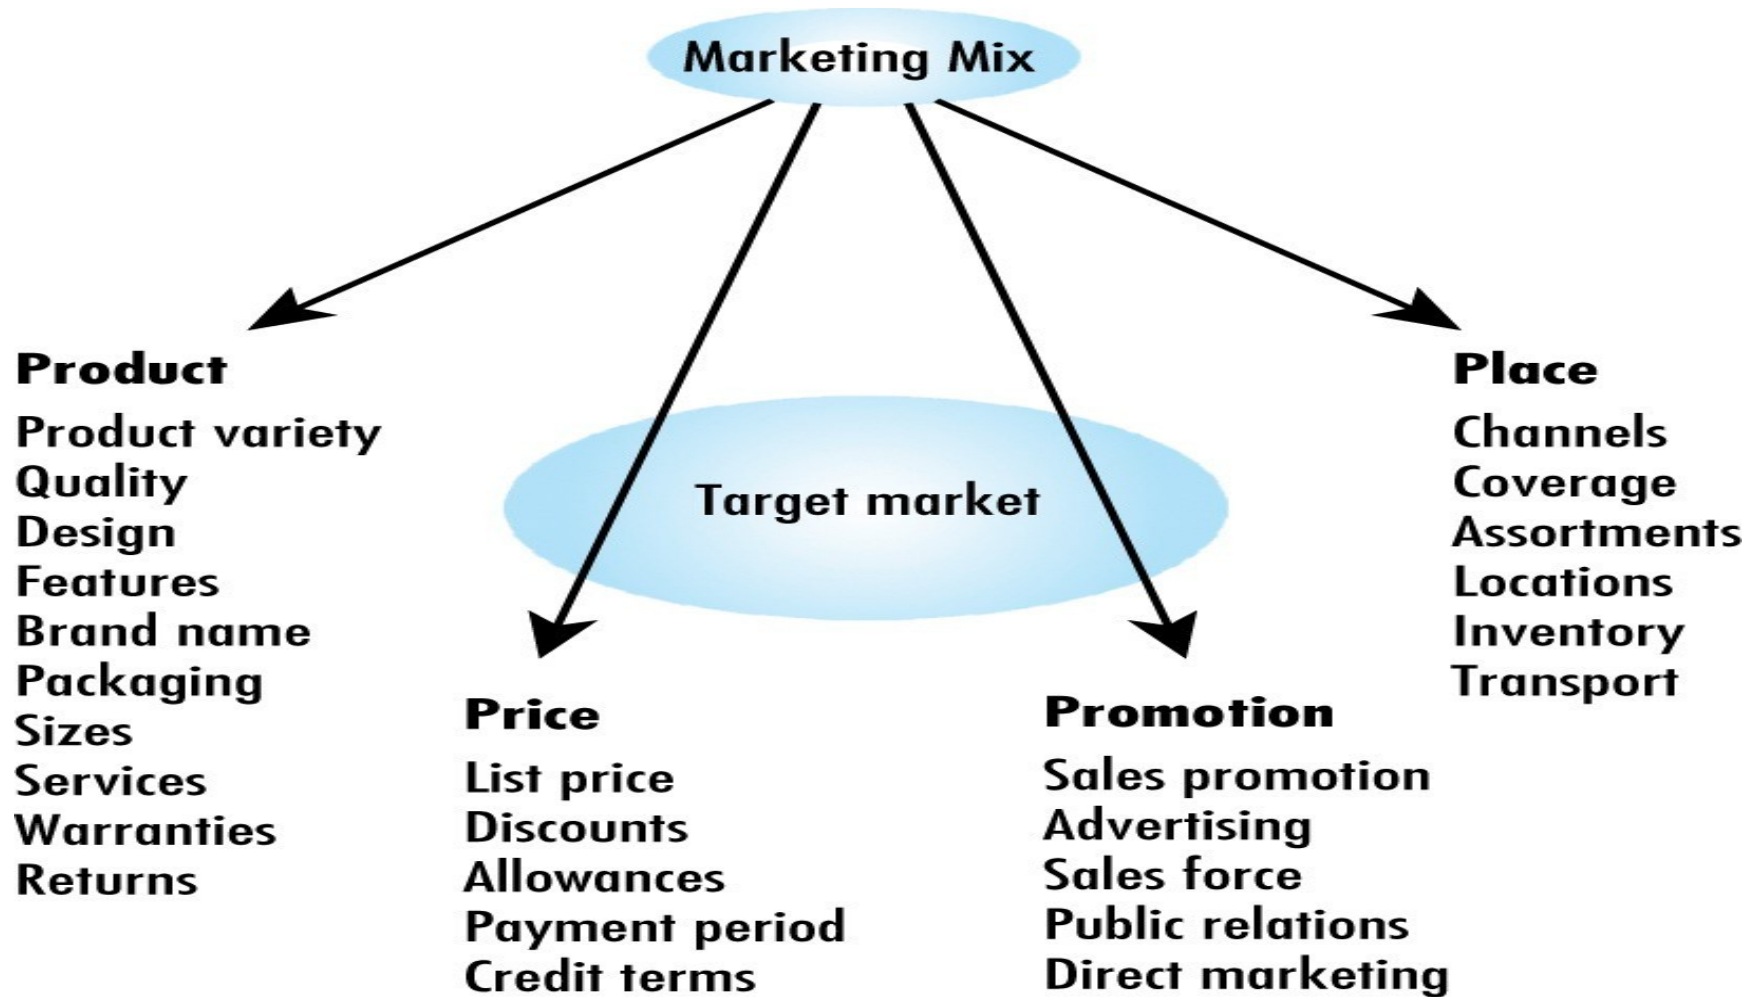 Marketing Mix
Target market
Product
Product variety
Quality
Design
Features
Brand name
Packaging
Sizes
Services
Warranties
Returns
Price
List price
Discounts
Allowances
Payment period
Credit terms
Promotion
Sales promotion
Advertising
Sales force
Public relations
Direct marketing
Place
Channels
Coverage
Assortments
Locations
Inventory
Transport